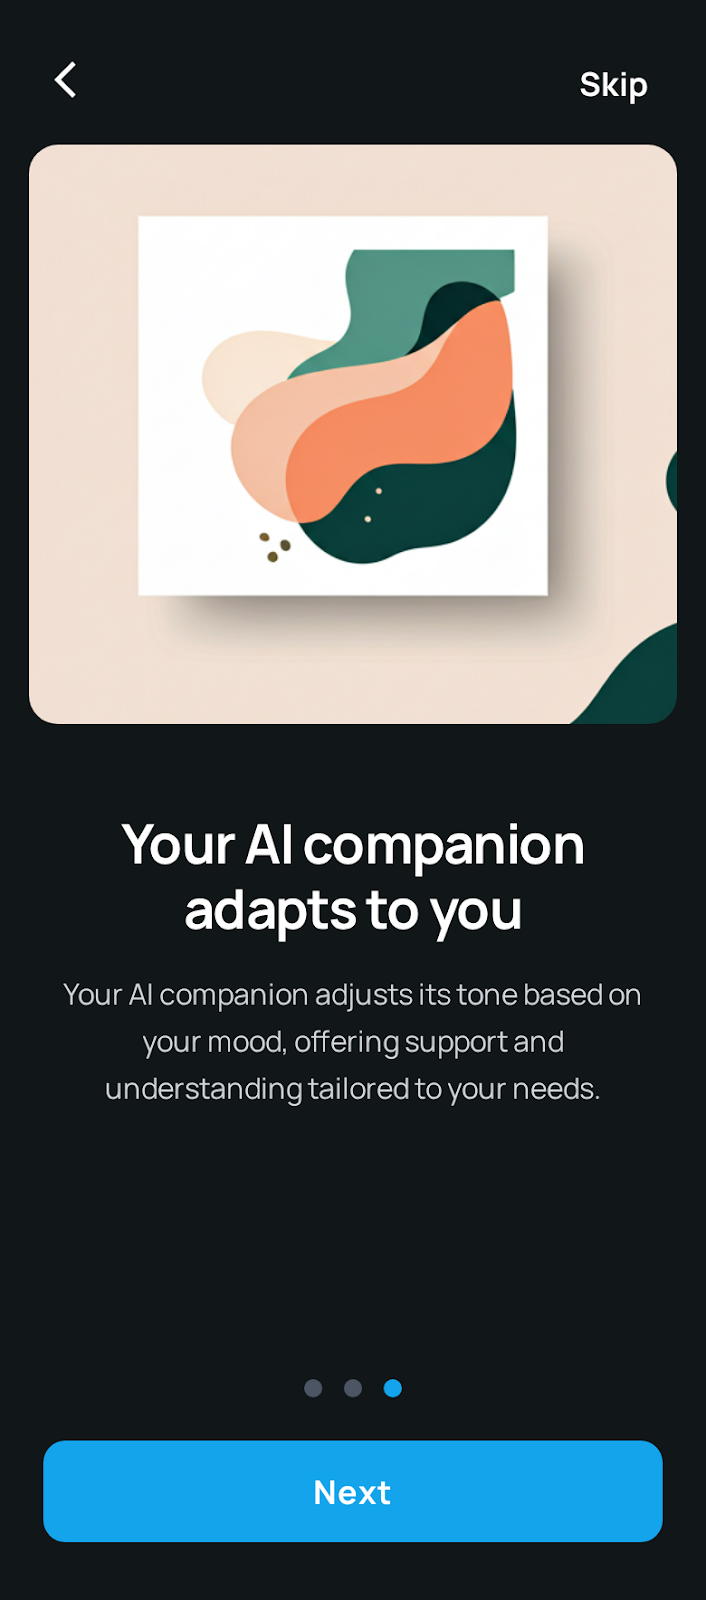 Skip
Your AI companion
adapts to you
Your AI companion adjusts its tone based on
your mood, offering support and
understanding tailored to your needs.
Next